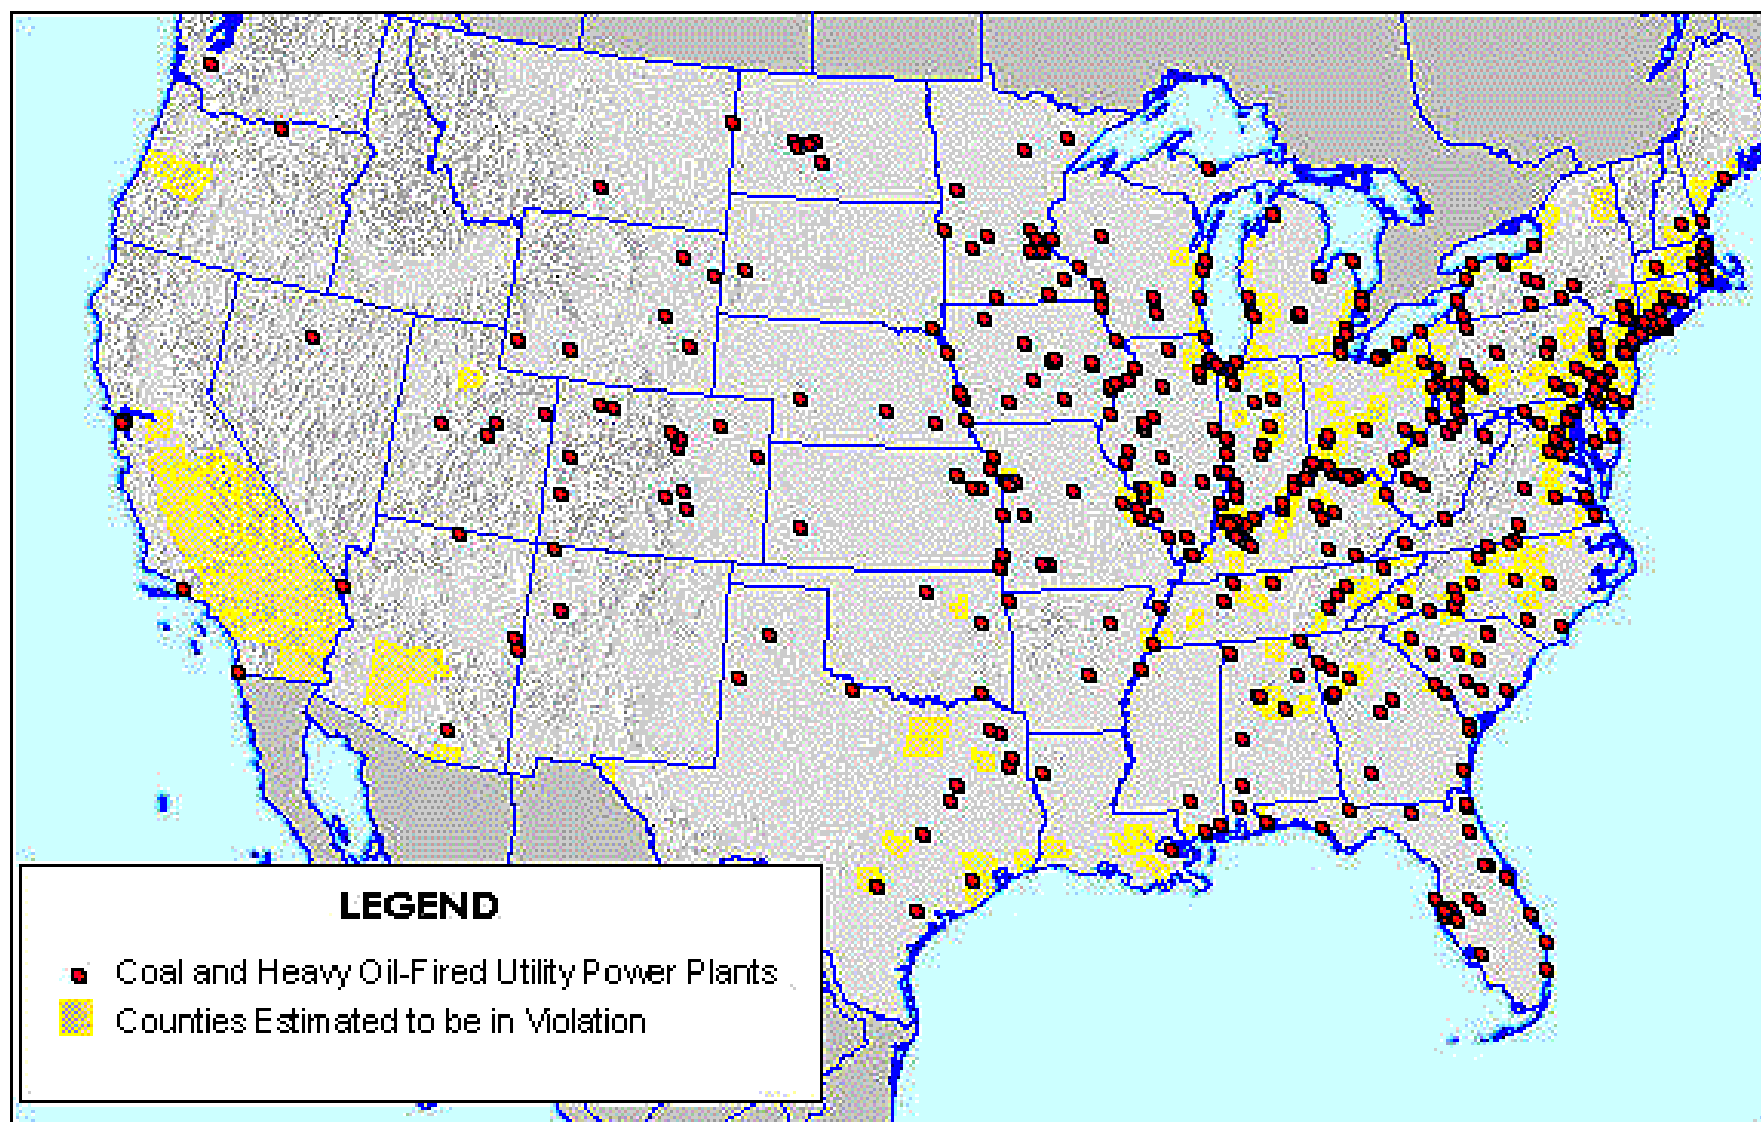 LEGEND
Coal and Heavy Oil-Fired Utility Power Plants
Counties Estimated to be in Violation